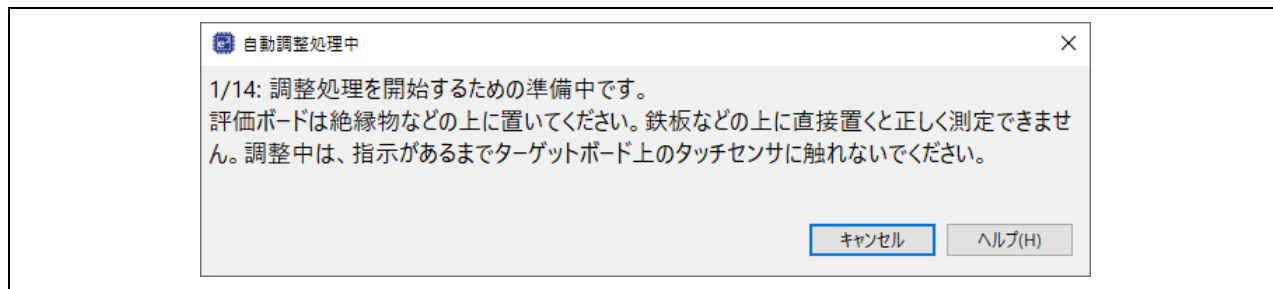 自動調整処理中
1/14: 調整処理を開始するための準備中です。
評価ボードは絶縁物などの上に置いてください。鉄板などの上に直接置くと正しく測定できませ
ん。調整中は、指示があるまでターゲットボード上のタッチセンサに触れないでください。
キャンセル
ヘルプ(H)